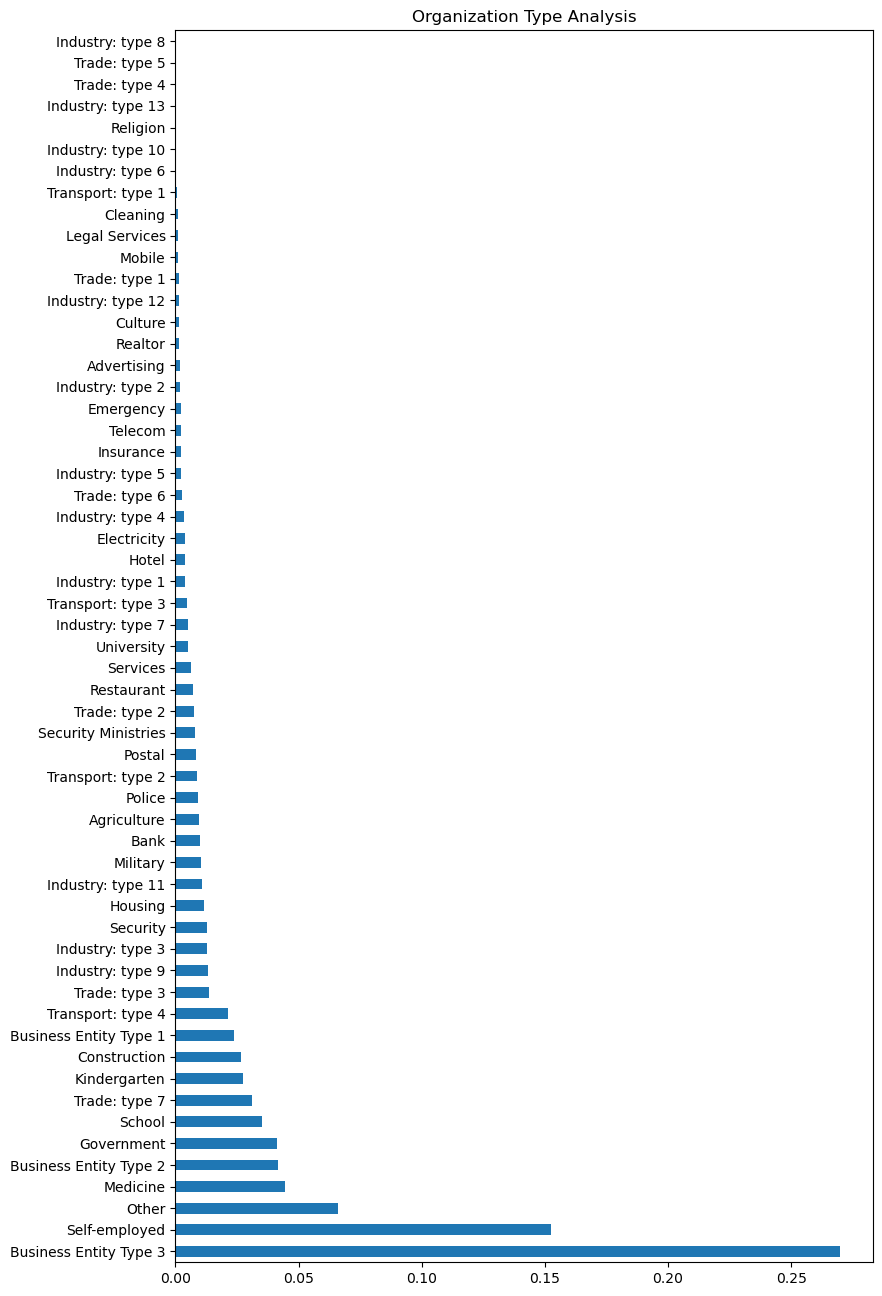 Organization Type Analysis
Industry: type 8
Trade: type 5
Trade: type 4
Industry: type 13
Religion
Industry: type 10
Industry: type 6
Transport: type 1
Cleaning
Legal Services
Mobile
Trade: type 1
Industry: type 12
Culture
Realtor
Advertising
Industry: type 2
Emergency
Telecom
Insurance
Industry: type 5
Trade: type 6
Industry: type 4
Electricity
Hotel
Industry: type 1
Transport: type 3
Industry: type 7
University
Services
Restaurant
Trade: type 2
Security Ministries
Postal
Transport: type 2
Police
Agriculture
Bank
Military
Industry: type 11
Housing
Security
Industry: type 3
Industry: type 9
Trade: type 3
Transport: type 4
Business Entity Type 1
Construction
Kindergarten
Trade: type 7
School
Government
Business Entity Type 2
Medicine
Other
Self-employed
Business Entity Type 3
0.00 0.05 0.10 0.15 0.20 0.25